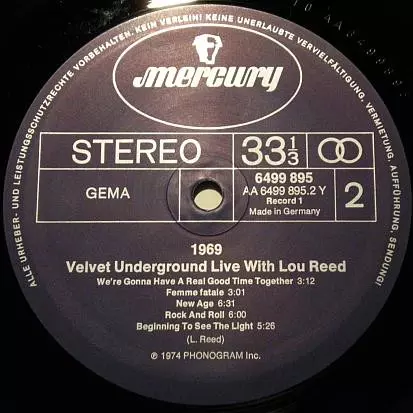 ALLE URHEBER- UND LEISTUNGSSCHUTZRECHTE VORBEHALTEN. KEIN VERLEIH! KEINE UNERLAUBTE VERVIELFÄLTIGUNG, VERMIETUNG, AUFFÜHRUNG, SENDUNG!
mercury
STEREO 33 1/3
GEMA
6499 895
AA 6499 895.2 Y
Record 1
Made in Germany
2
1969
Velvet Underground Live With Lou Reed
We're Gonna Have A Real Good Time Together 3:12
Femme fatale 3:01
New Age 6:31
Rock And Roll 6:00
Beginning To See The Light 5:26
(L. Reed)
℗ 1974 PHONOGRAM Inc.